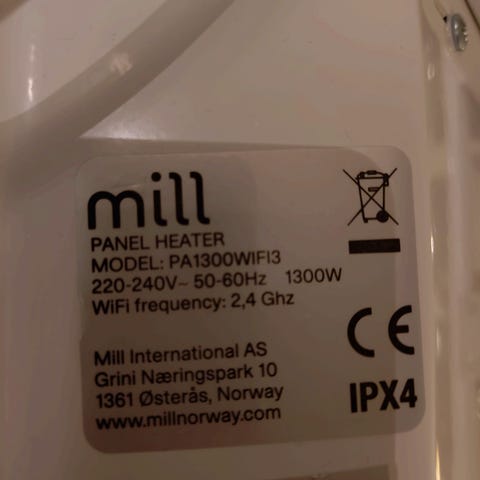 mill
PANEL HEATER
MODEL: PA1300WIFI3
220-240V~ 50-60Hz 1300W
WiFi frequency: 2,4 Ghz
Mill International AS
Grini Næringspark 10
1361 Østerås, Norway
www.millnorway.com
CE
IPX4